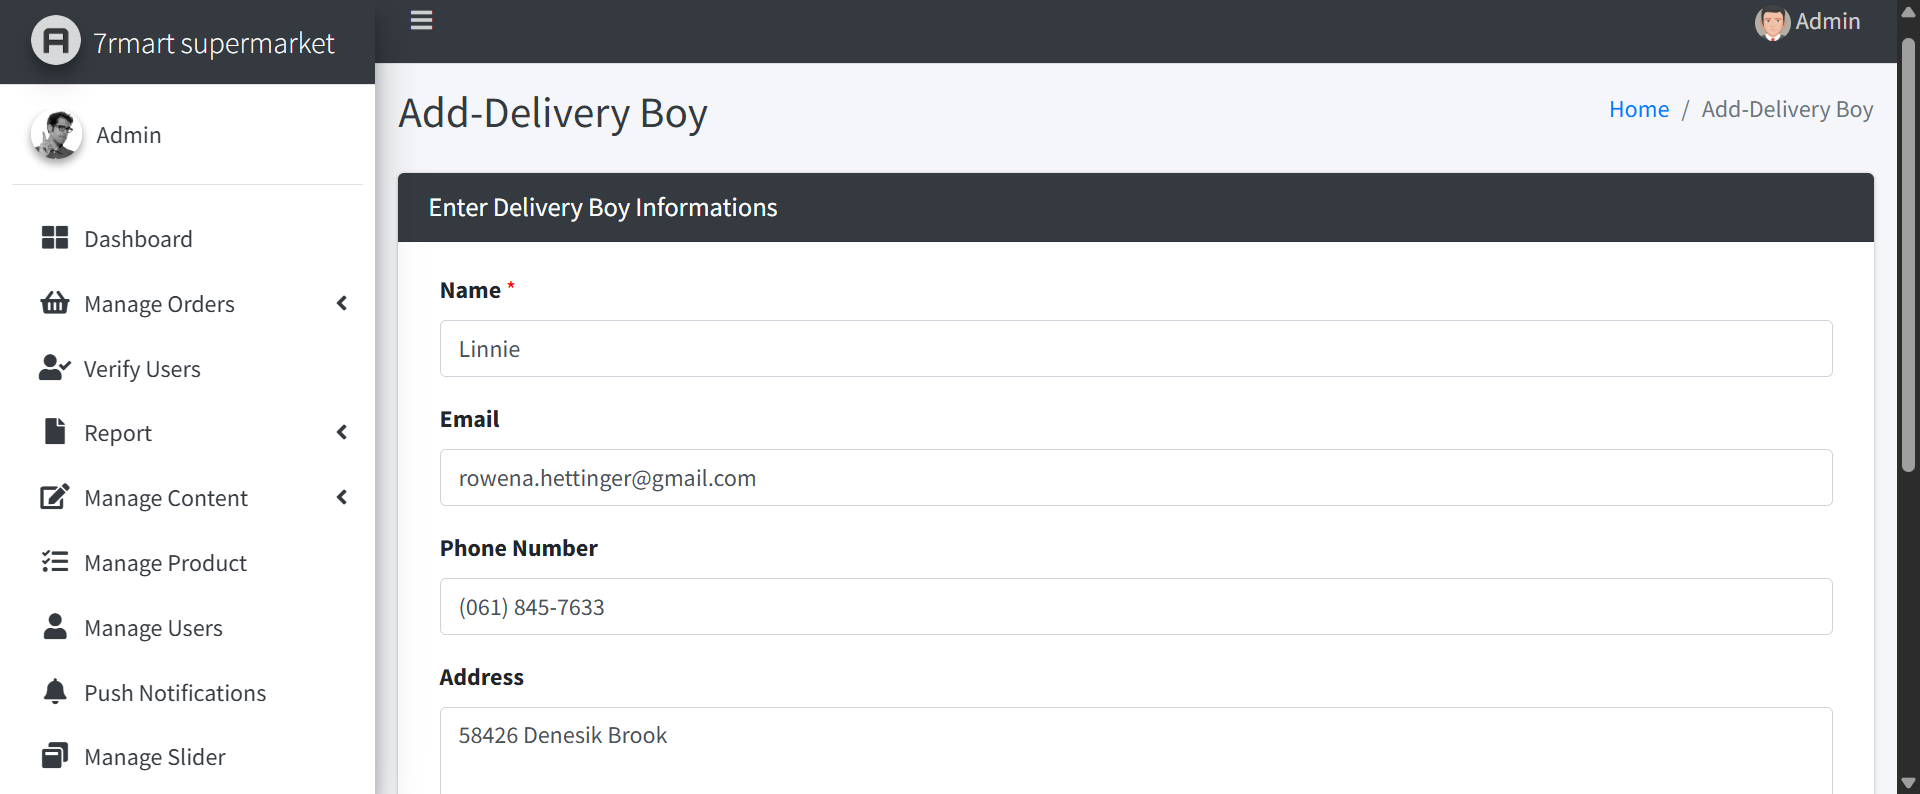 7rmart supermarket
Admin
Admin
Dashboard
Manage Orders
Verify Users
Report
Manage Content
Manage Product
Manage Users
Push Notifications
Manage Slider
Add-Delivery Boy
Home / Add-Delivery Boy
Enter Delivery Boy Informations
Name *
Linnie
Email
rowena.hettinger@gmail.com
Phone Number
(061) 845-7633
Address
58426 Denesik Brook